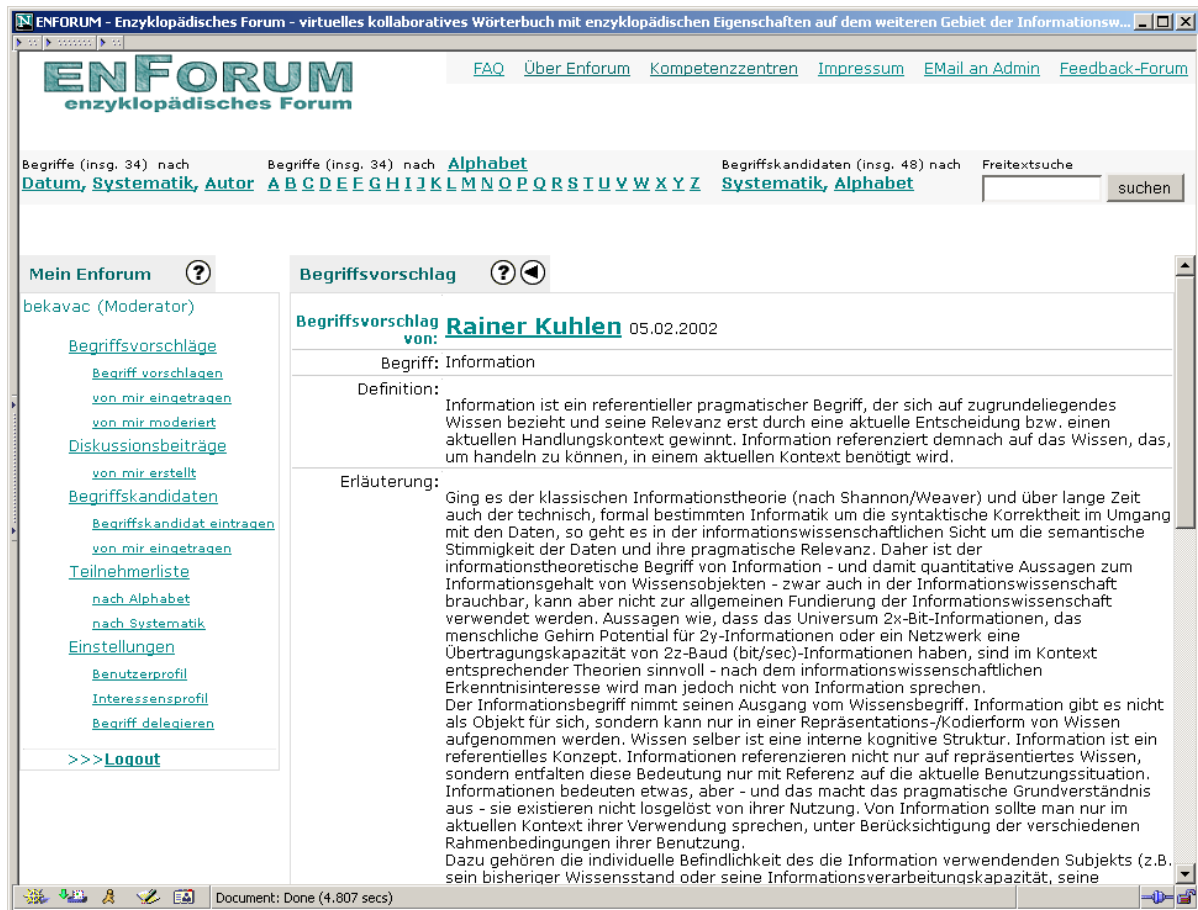 ENFORUM - Enzyklopädisches Forum - virtuelles kollaboratives Wörterbuch mit enzyklopädischen Eigenschaften auf dem weiteren Gebiet der Informationsw...
ENFORUM
enzyklopädisches Forum
FAQ Über Enforum Kompetenzzentren Impressum EMail an Admin Feedback-Forum
Begriffe (insg. 34) nach
Datum, Systematik, Autor
Begriffe (insg. 34) nach Alphabet
A B C D E F G H I J K L M N O P Q R S T U V W X Y Z
Begriffskandidaten (insg. 48) nach
Systematik, Alphabet
Freitextsuche
suchen
Mein Enforum ?
bekavac (Moderator)
Begriffsvorschläge
Begriff vorschlagen
von mir eingetragen
von mir moderiert
Diskussionsbeiträge
von mir erstellt
Begriffskandidaten
Begriffskandidat eintragen
von mir eingetragen
Teilnehmerliste
nach Alphabet
nach Systematik
Einstellungen
Benutzerprofil
Interessensprofil
Begriff delegieren
>>>Logout
Begriffsvorschlag ?
Begriffsvorschlag von: Rainer Kuhlen 05.02.2002
Begriff: Information
Definition:
Information ist ein referentieller pragmatischer Begriff, der sich auf zugrundeliegendes
Wissen bezieht und seine Relevanz erst durch eine aktuelle Entscheidung bzw. einen
aktuellen Handlungskontext gewinnt. Information referenziert demnach auf das Wissen, das,
um handeln zu können, in einem aktuellen Kontext benötigt wird.
Erläuterung:
Ging es der klassischen Informationstheorie (nach Shannon/Weaver) und über lange Zeit
auch der technisch, formal bestimmten Informatik um die syntaktische Korrektheit im Umgang
mit den Daten, so geht es in der informationswissenschaftlichen Sicht um die semantische
Stimmigkeit der Daten und ihre pragmatische Relevanz. Daher ist der
informationstheoretische Begriff von Information - und damit quantitative Aussagen zum
Informationsgehalt von Wissensobjekten - zwar auch in der Informationswissenschaft
brauchbar, kann aber nicht zur allgemeinen Fundierung der Informationswissenschaft
verwendet werden. Aussagen wie, dass das Universum 2x-Bit-Informationen, das
menschliche Gehirn Potential für 2y-Informationen oder ein Netzwerk eine
Übertragungskapazität von 2z-Baud (bit/sec)-Informationen haben, sind im Kontext
entsprechender Theorien sinnvoll - nach dem informationswissenschaftlichen
Erkenntnisinteresse wird man jedoch nicht von Information sprechen.
Der Informationsbegriff nimmt seinen Ausgang vom Wissensbegriff. Information gibt es nicht
als Objekt für sich, sondern kann nur in einer Repräsentations-/Kodierform von Wissen
aufgenommen werden. Wissen selber ist eine interne kognitive Struktur. Information ist ein
referentielles Konzept. Informationen referenzieren nicht nur auf repräsentiertes Wissen,
sondern entfalten diese Bedeutung nur mit Referenz auf die aktuelle Benutzungssituation.
Informationen bedeuten etwas, aber - und das macht das pragmatische Grundverständnis
aus - sie existieren nicht losgelöst von ihrer Nutzung. Von Information sollte man nur im
aktuellen Kontext ihrer Verwendung sprechen, unter Berücksichtigung der verschiedenen
Rahmenbedingungen ihrer Benutzung.
Dazu gehören die individuelle Befindlichkeit des die Information verwendenden Subjekts (z.B.
sein bisheriger Wissensstand oder seine Informationsverarbeitungskapazität, seine
Document: Done (4.807 secs)